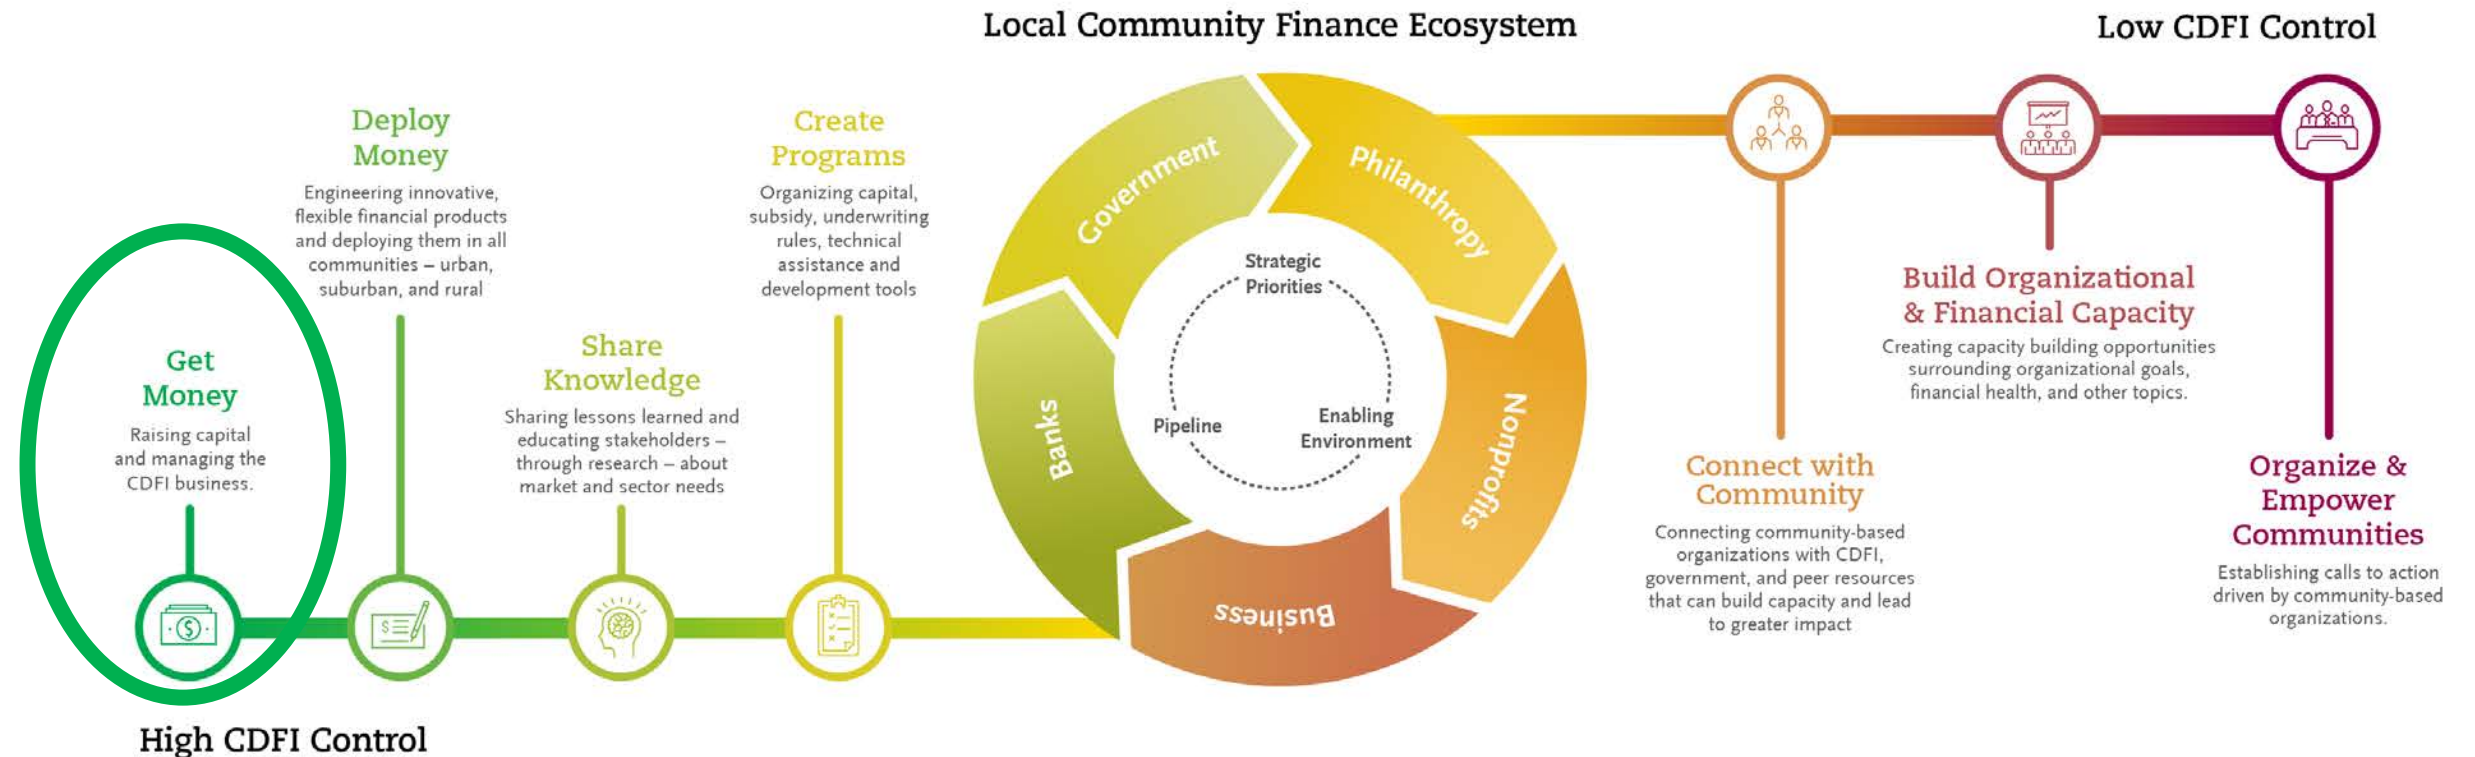 Local Community Finance Ecosystem
Low CDFI Control
Deploy
Money
Engineering innovative,
flexible financial products
and deploying them in all
communities – urban,
suburban, and rural
Create
Programs
Organizing capital,
subsidy, underwriting
rules, technical
assistance and
development tools
Get
Money
Raising capital
and managing the
CDFI business.
Share
Knowledge
Sharing lessons learned and
educating stakeholders –
through research – about
market and sector needs
$
$
High CDFI Control
Government
Philanthropy
Nonprofits
Business
Banks
Strategic
Priorities
Pipeline
Enabling
Environment
Connect with
Community
Connecting community-based
organizations with CDFI,
government, and peer resources
that can build capacity and lead
to greater impact
Build Organizational
& Financial Capacity
Creating capacity building opportunities
surrounding organizational goals,
financial health, and other topics.
Organize &
Empower
Communities
Establishing calls to action
driven by community-based
organizations.